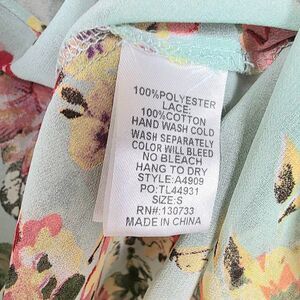 100%POLYESTER
LACE:
100%COTTON
HAND WASH COLD
WASH SEPARATELY
COLOR WILL BLEED
NO BLEACH
HANG TO DRY
STYLE:A4909
PO:TL44931
SIZE:S
RN#:130733
MADE IN CHINA